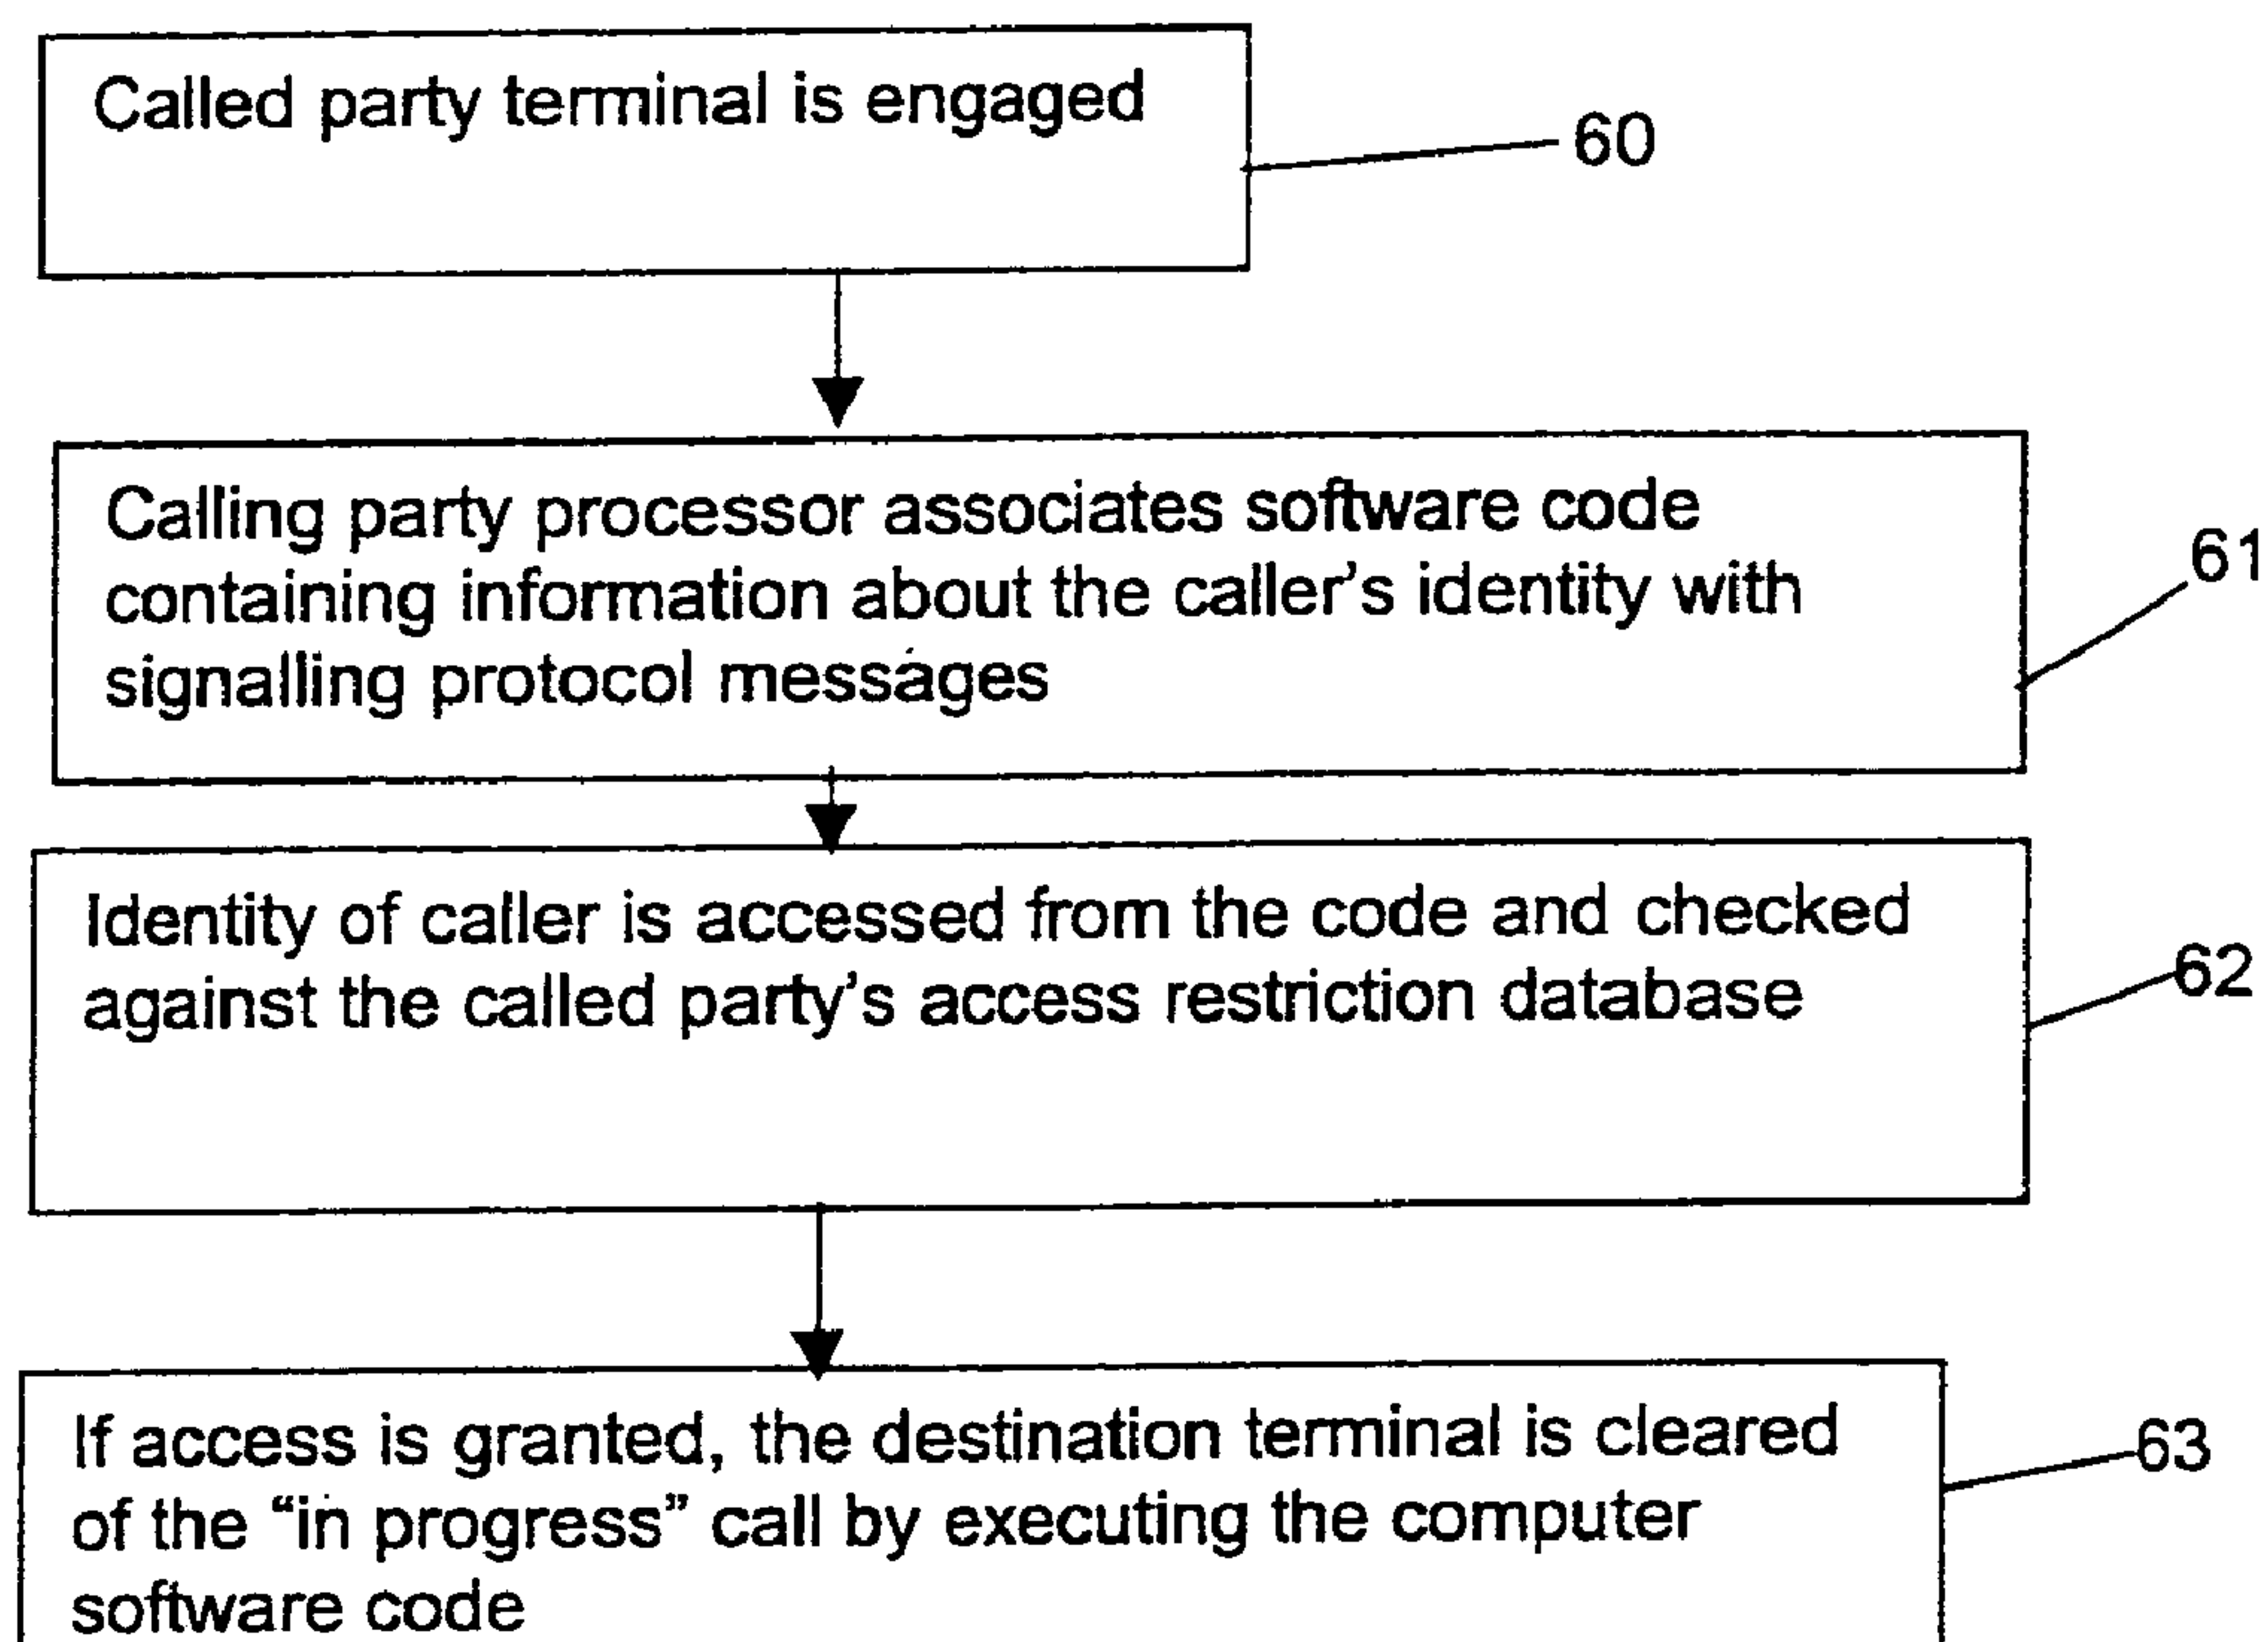 Called party terminal is engaged
60
Calling party processor associates software code
containing information about the caller's identity with
signalling protocol messages
61
Identity of caller is accessed from the code and checked
against the called party's access restriction database
62
If access is granted, the destination terminal is cleared
of the “in progress” call by executing the computer
software code
63